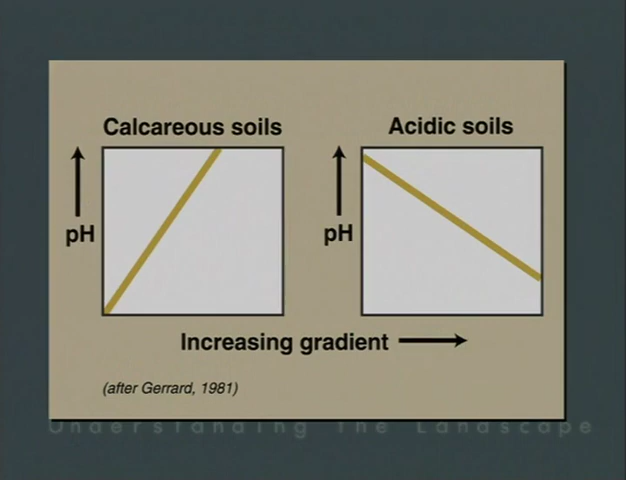 Calcareous soils
Acidic soils
pH
pH
Increasing gradient
(after Gerrard, 1981)
Understanding the Landscape